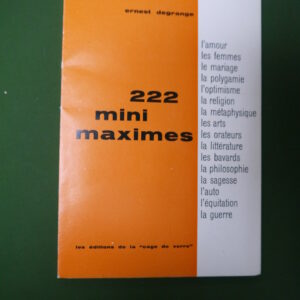 ernest degrange
222
mini
maximes
l'amour
les femmes
le mariage
la polygamie
l'optimisme
la religion
la métaphysique
les arts
les orateurs
la littérature
les bavards
la philosophie
la sagesse
l'auto
l'équitation
la guerre
les éditions de la "cage de verre"